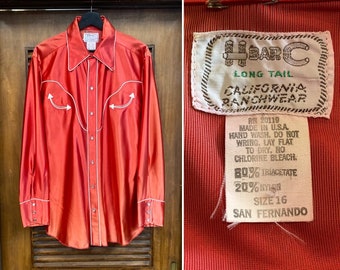 H BAR C
LONG TAIL
CALIFORNIA
RANCHWEAR
RN 20119
MADE IN U.S.A.
HAND WASH. DO NOT
WRING. LAY FLAT
TO DRY. NO
CHLORINE BLEACH.
80% TRIACETATE
20% NYLON
SIZE 16
SAN FERNANDO